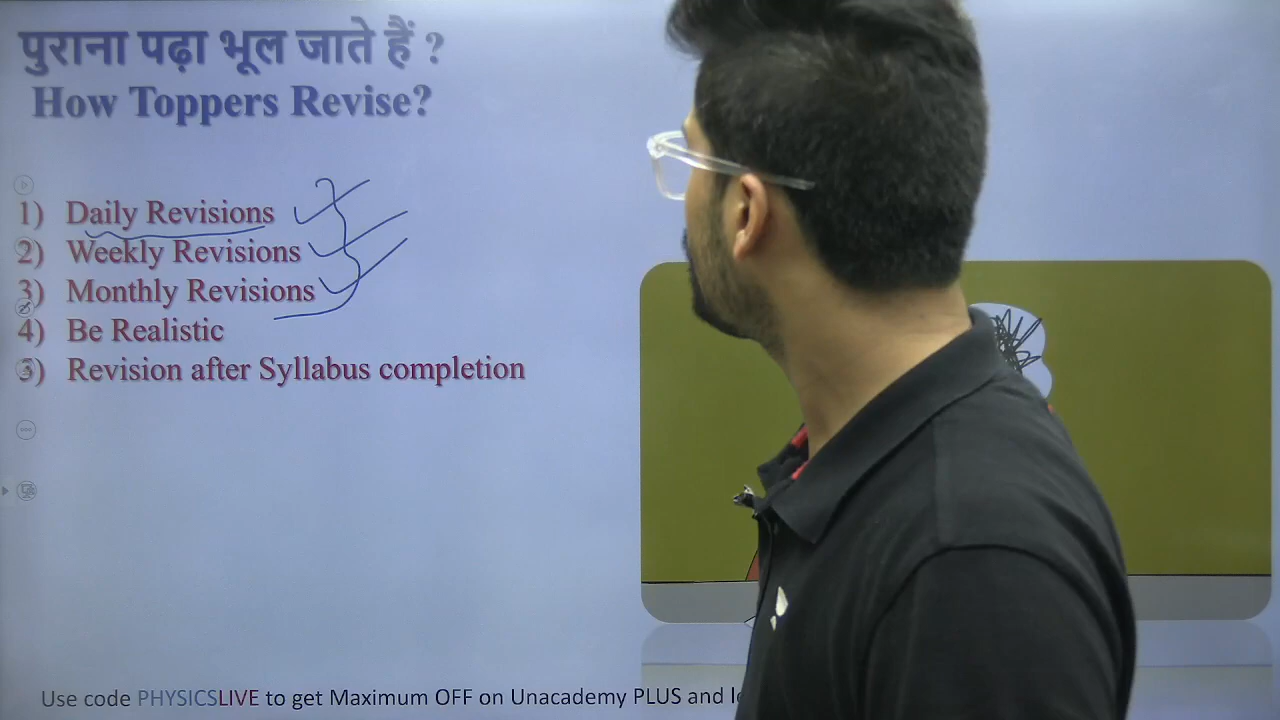 पुराना पढ़ा भूल जाते हैं ?
How Toppers Revise?
1) Daily Revisions
2) Weekly Revisions
3) Monthly Revisions
4) Be Realistic
5) Revision after Syllabus completion
Use code PHYSICSLIVE to get Maximum OFF on Unacademy PLUS and